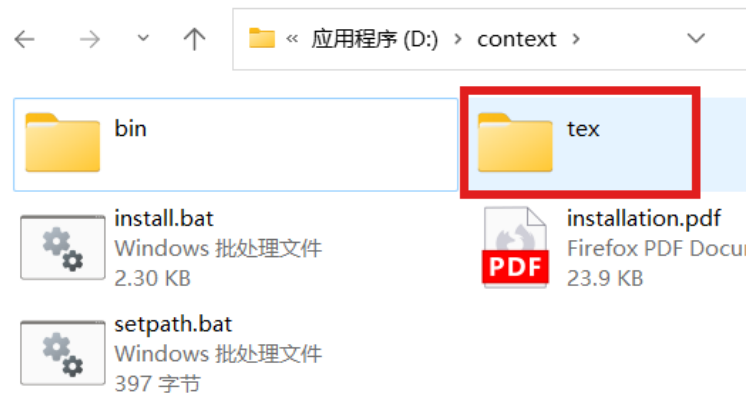 « 应用程序 (D:) › context ›
bin
tex
install.bat
Windows 批处理文件
2.30 KB
installation.pdf
Firefox PDF Docu
23.9 KB
PDF
setpath.bat
Windows 批处理文件
397 字节